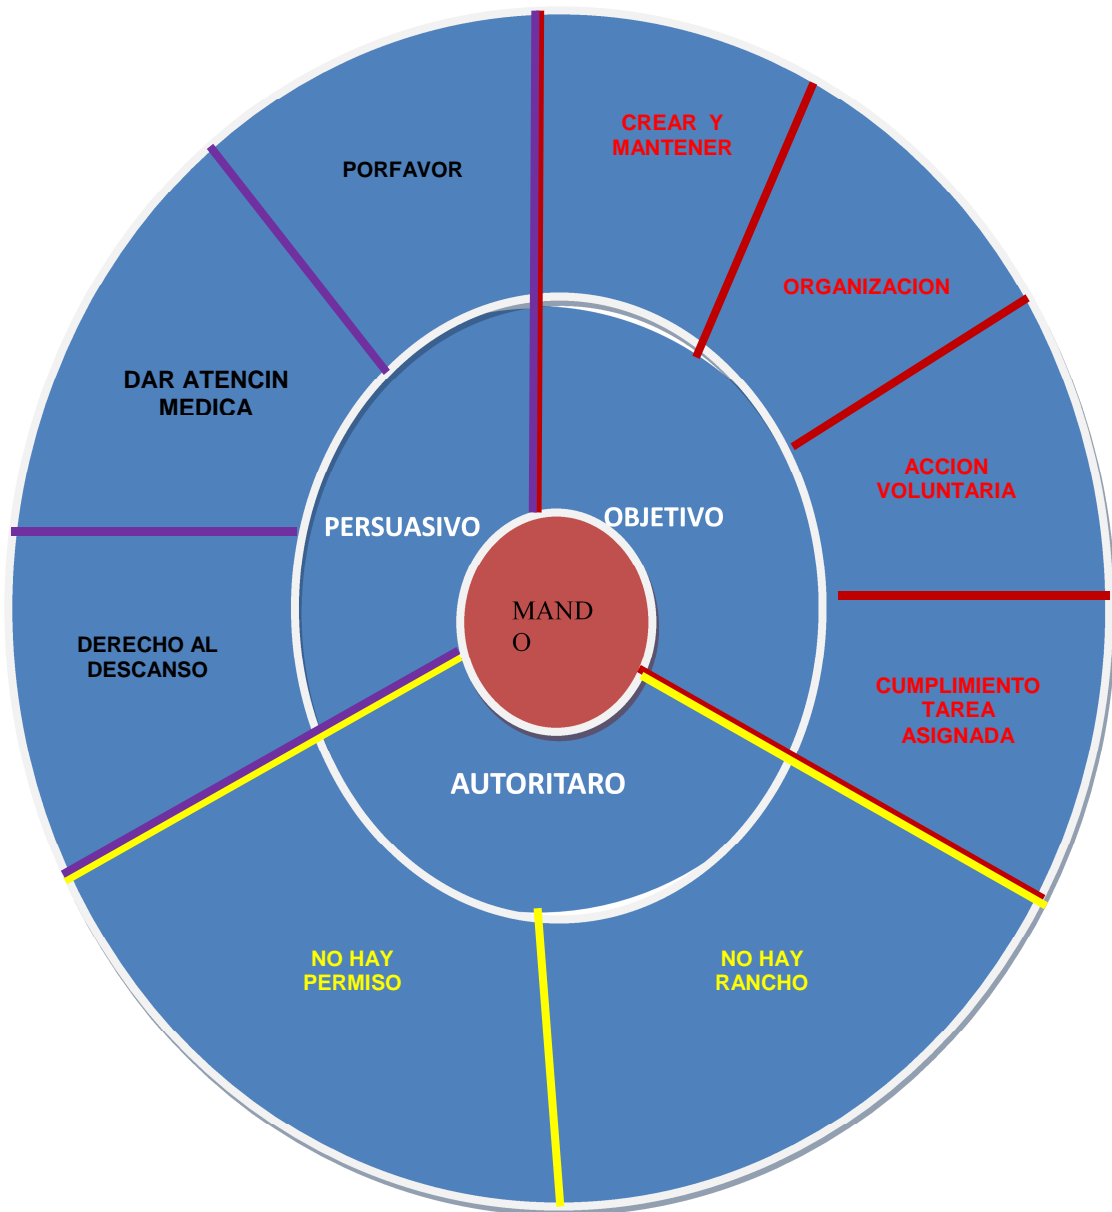 CREAR Y
MANTENER
PORFAVOR
ORGANIZACION
DAR ATENCIN
MEDICA
ACCION
VOLUNTARIA
PERSUASIVO
OBJETIVO
MAND
O
DERECHO AL
DESCANSO
CUMPLIMIENTO
TAREA
ASIGNADA
AUTORITARO
NO HAY
PERMISO
NO HAY
RANCHO